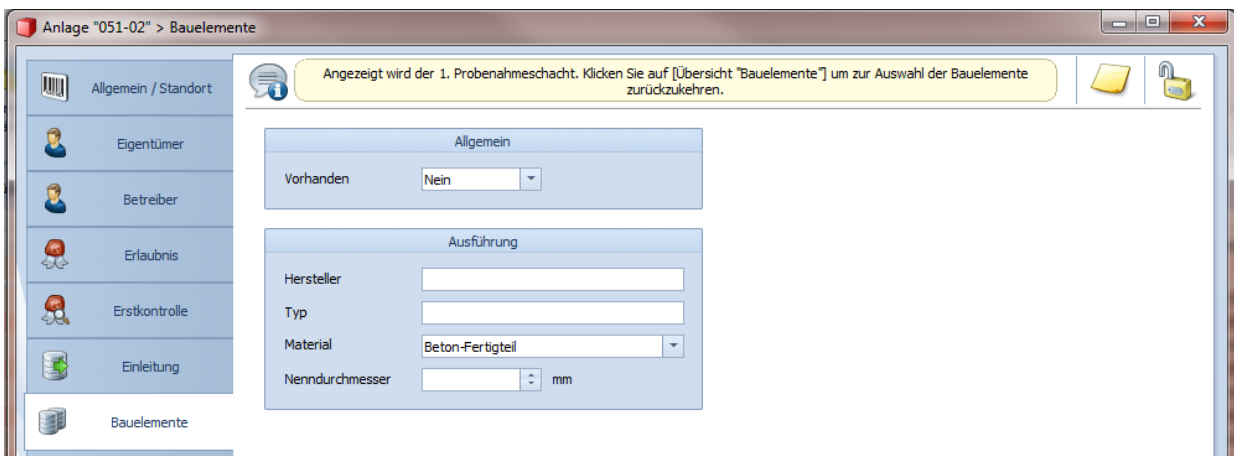 Anlage "051-02" > Bauelemente
Allgemein / Standort
Eigentümer
Betreiber
Erlaubnis
Erstkontrolle
Einleitung
Bauelemente
Angezeigt wird der 1. Probenahmeschacht. Klicken Sie auf [Übersicht "Bauelemente"] um zur Auswahl der Bauelemente
zurückzukehren.
Allgemein
Vorhanden Nein
Ausführung
Hersteller
Typ
Material Beton-Fertigteil
Nenndurchmesser mm